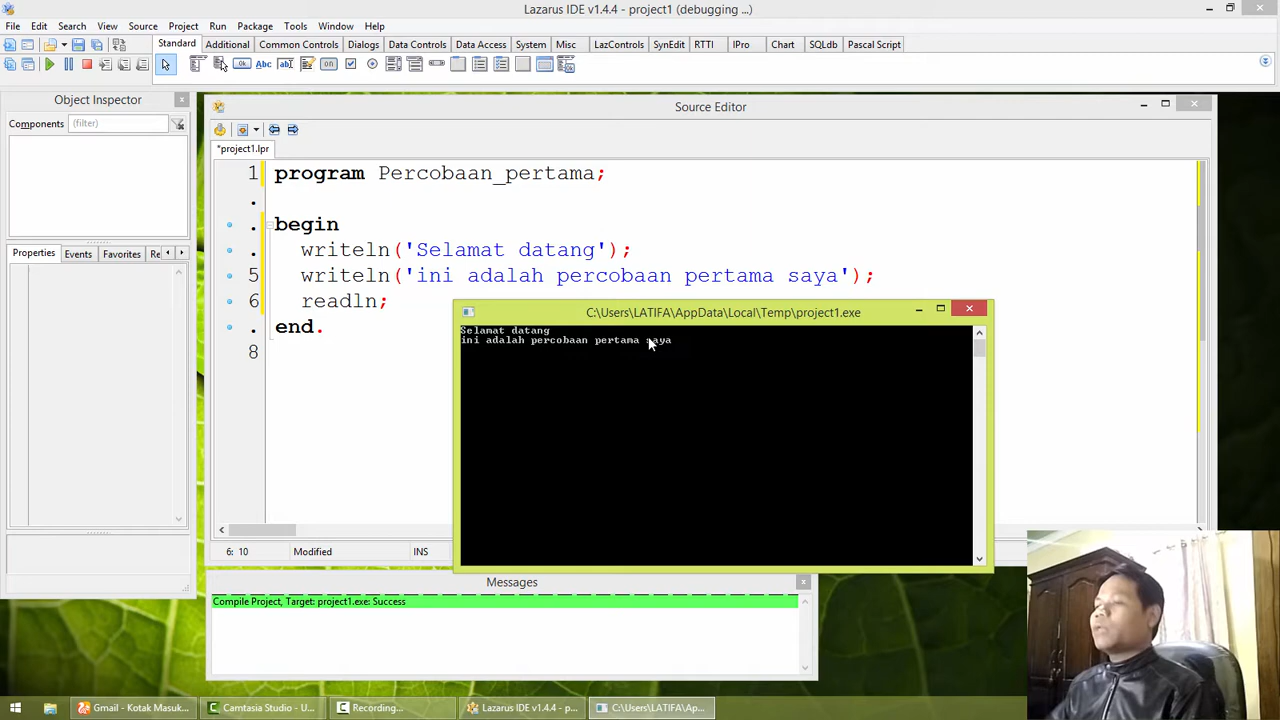 Lazarus IDE v1.4.4 - project1 (debugging ...)
File Edit Search View Source Project Run Package Tools Window Help
Standard Additional Common Controls Dialogs Data Controls Data Access System Misc LazControls SynEdit RTTI IPro Chart SQLdb Pascal Script
Ok Abc ab on
Object Inspector
Components (filter)
Properties Events Favorites Re
Source Editor
*project1.lpr
1 program Percobaan_pertama;
.
. begin
. writeln('Selamat datang');
5 writeln('ini adalah percobaan pertama saya');
6 readln;
. end.
8
6: 10 Modified INS
C:\Users\LATIFA\AppData\Local\Temp\project1.exe
Selamat datang
ini adalah percobaan pertama saya
Messages
Compile Project, Target: project1.exe: Success
Gmail - Kotak Masuk... Camtasia Studio - U... Recording... Lazarus IDE v1.4.4 - p... C:\Users\LATIFA\Ap...